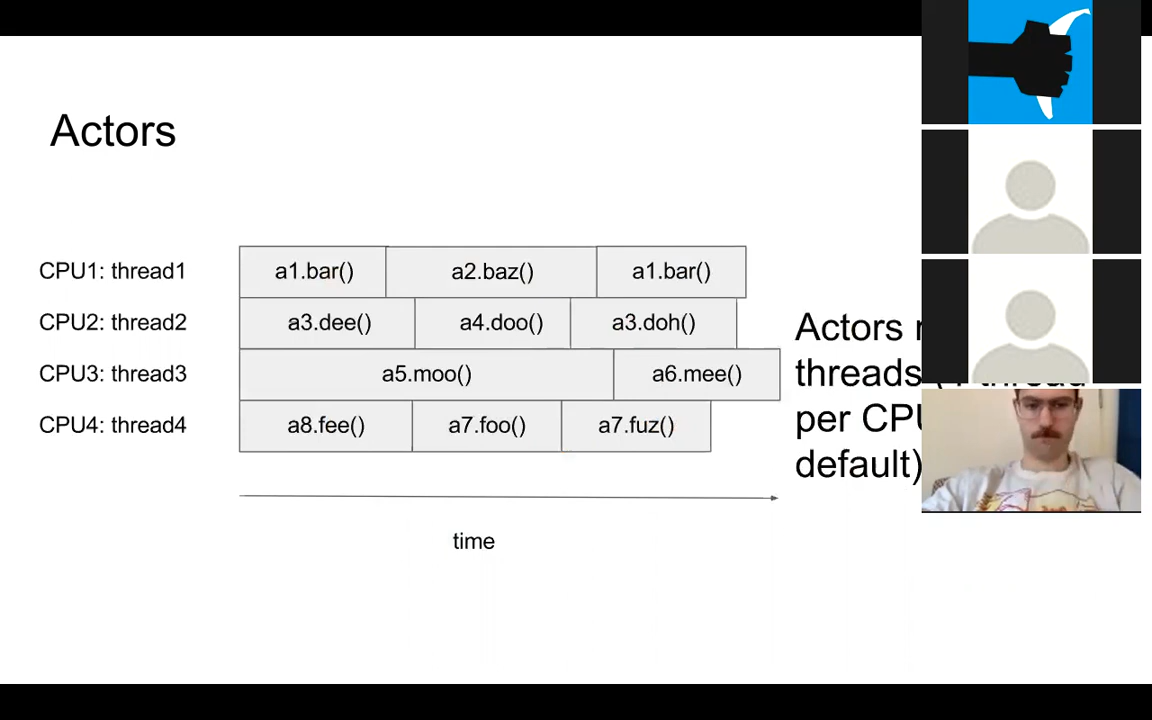 Actors
CPU1: thread1 a1.bar() a2.baz() a1.bar()
CPU2: thread2 a3.dee() a4.doo() a3.doh()
CPU3: thread3 a5.moo() a6.mee()
CPU4: thread4 a8.fee() a7.foo() a7.fuz()
time
Actors
threads
per CPU
default)